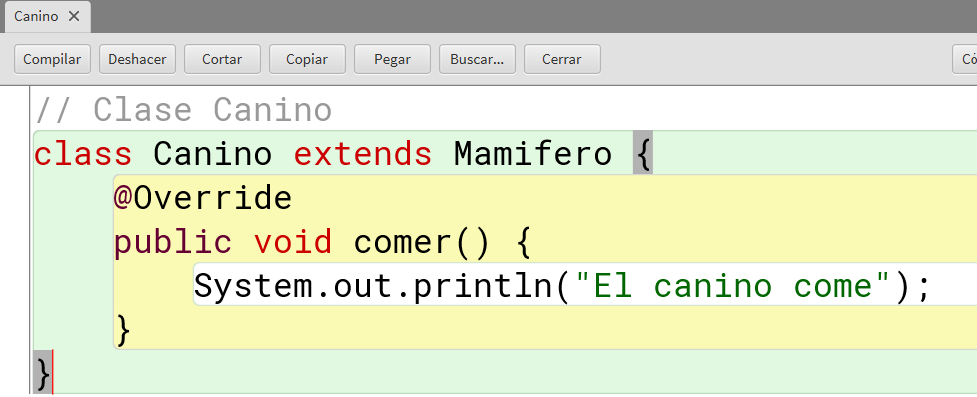 Canino ✕
Compilar Deshacer Cortar Copiar Pegar Buscar... Cerrar
// Clase Canino
class Canino extends Mamifero {
@Override
public void comer() {
System.out.println("El canino come");
}
}